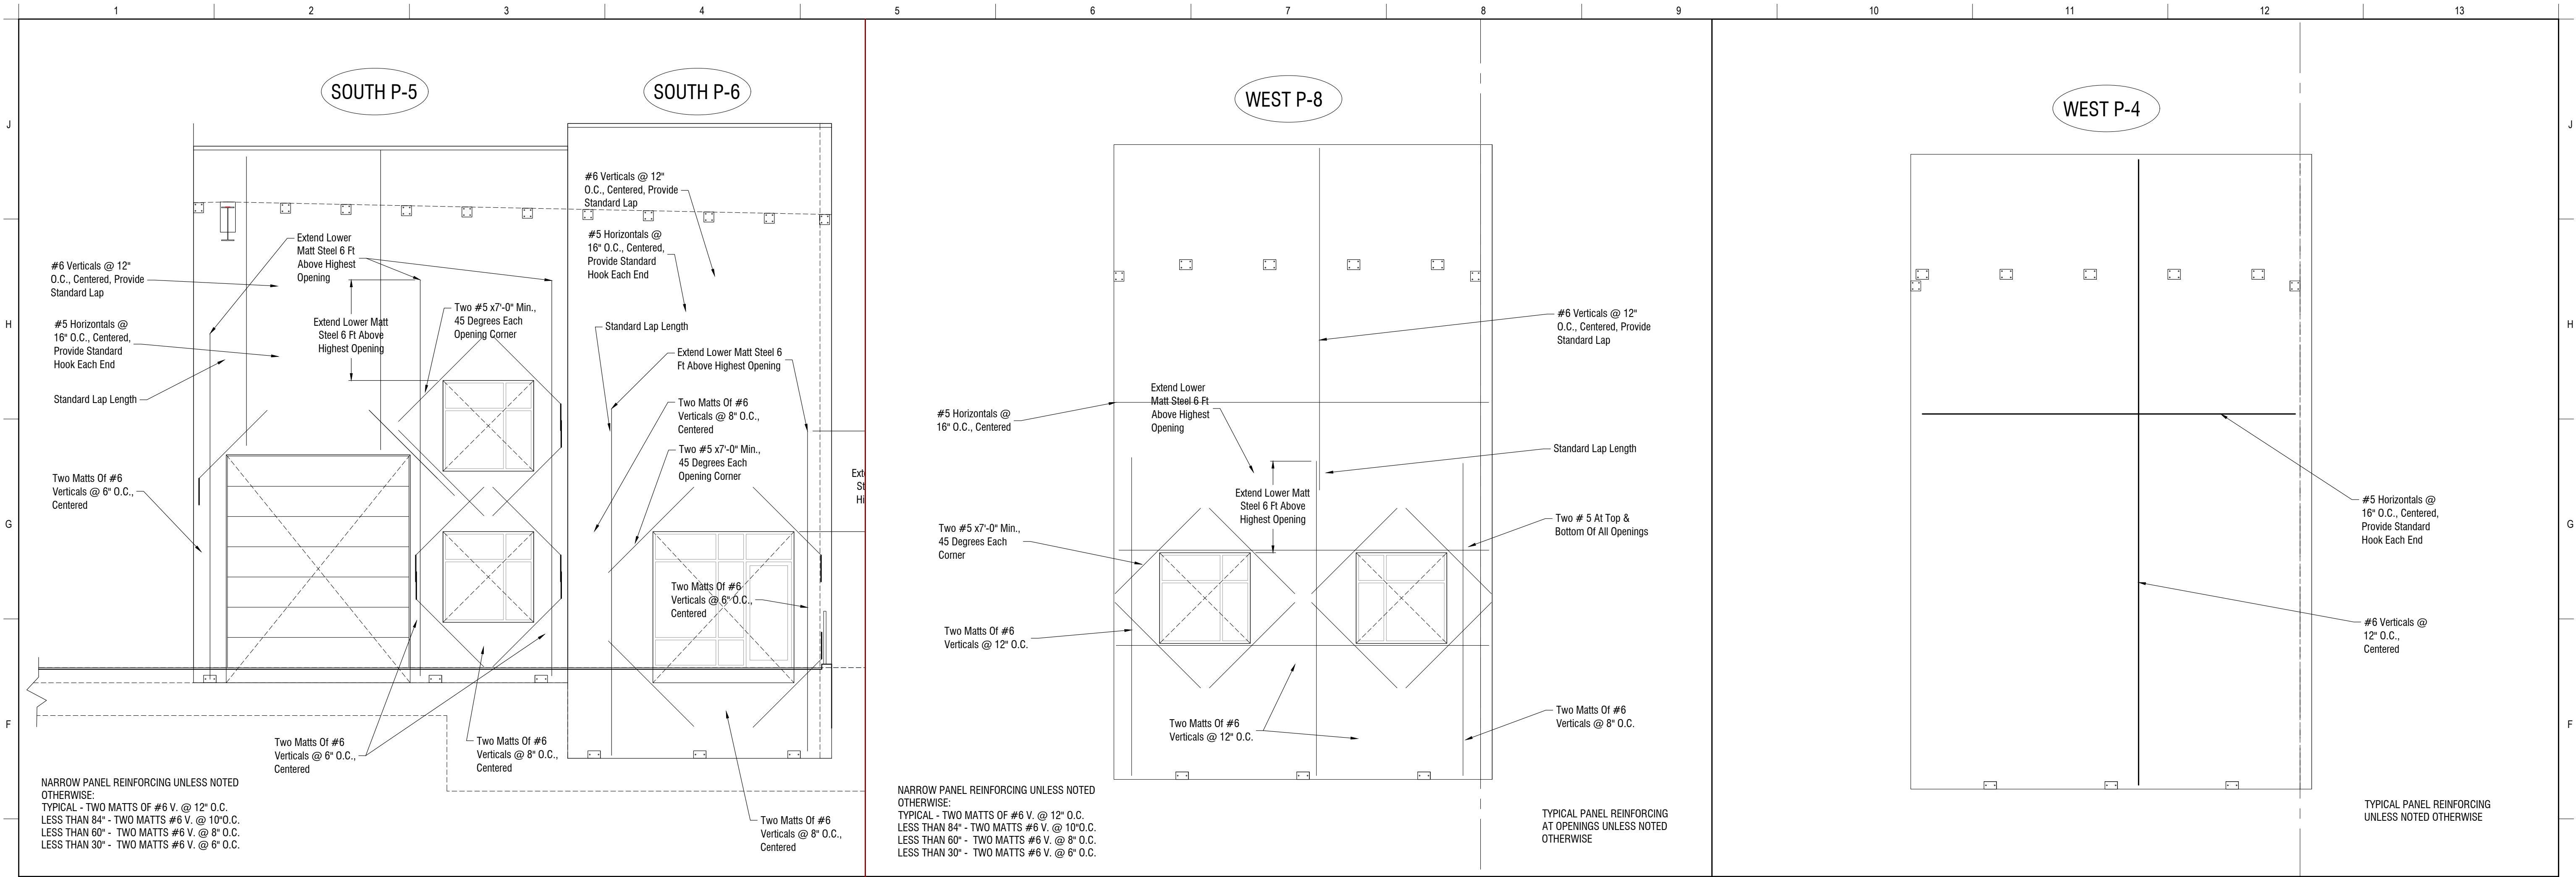 1 2 3 4 5 6 7 8 9 10 11 12 13
J
H
G
F
J
H
G
F
SOUTH P-5
#6 Verticals @ 12"
O.C., Centered, Provide
Standard Lap
#5 Horizontals @
16" O.C., Centered,
Provide Standard
Hook Each End
Standard Lap Length
Two Matts Of #6
Verticals @ 6" O.C.,
Centered
Extend Lower
Matt Steel 6 Ft
Above Highest
Opening
Extend Lower Matt
Steel 6 Ft Above
Highest Opening
Two #5 x7'-0" Min.,
45 Degrees Each
Opening Corner
Two Matts Of #6
Verticals @ 6" O.C.,
Centered
Two Matts Of #6
Verticals @ 8" O.C.,
Centered
NARROW PANEL REINFORCING UNLESS NOTED
OTHERWISE:
TYPICAL - TWO MATTS OF #6 V. @ 12" O.C.
LESS THAN 84" - TWO MATTS #6 V. @ 10"O.C.
LESS THAN 60" - TWO MATTS #6 V. @ 8" O.C.
LESS THAN 30" - TWO MATTS #6 V. @ 6" O.C.
SOUTH P-6
#6 Verticals @ 12"
O.C., Centered, Provide
Standard Lap
#5 Horizontals @
16" O.C., Centered,
Provide Standard
Hook Each End
Standard Lap Length
Extend Lower Matt Steel 6
Ft Above Highest Opening
Two Matts Of #6
Verticals @ 8" O.C.,
Centered
Two #5 x7'-0" Min.,
45 Degrees Each
Opening Corner
Two Matts Of #6
Verticals @ 6" O.C.,
Centered
Two Matts Of #6
Verticals @ 8" O.C.,
Centered
WEST P-8
#6 Verticals @ 12"
O.C., Centered, Provide
Standard Lap
Extend Lower
Matt Steel 6 Ft
Above Highest
Opening
#5 Horizontals @
16" O.C., Centered
Standard Lap Length
Extend Lower Matt
Steel 6 Ft Above
Highest Opening
Two #5 x7'-0" Min.,
45 Degrees Each
Corner
Two # 5 At Top &
Bottom Of All Openings
Two Matts Of #6
Verticals @ 12" O.C.
Two Matts Of #6
Verticals @ 12" O.C.
Two Matts Of #6
Verticals @ 8" O.C.
NARROW PANEL REINFORCING UNLESS NOTED
OTHERWISE:
TYPICAL - TWO MATTS OF #6 V. @ 12" O.C.
LESS THAN 84" - TWO MATTS #6 V. @ 10"O.C.
LESS THAN 60" - TWO MATTS #6 V. @ 8" O.C.
LESS THAN 30" - TWO MATTS #6 V. @ 6" O.C.
TYPICAL PANEL REINFORCING
AT OPENINGS UNLESS NOTED
OTHERWISE
WEST P-4
#5 Horizontals @
16" O.C., Centered,
Provide Standard
Hook Each End
#6 Verticals @
12" O.C.,
Centered
TYPICAL PANEL REINFORCING
UNLESS NOTED OTHERWISE